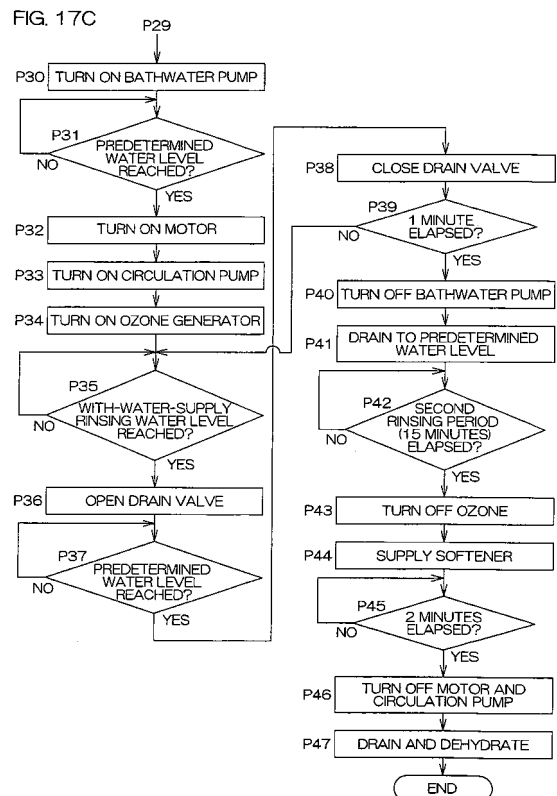 FIG. 17C
P29
P30
TURN ON BATHWATER PUMP
P31
PREDETERMINED
WATER LEVEL
REACHED?
NO
YES
P32
TURN ON MOTOR
P33
TURN ON CIRCULATION PUMP
P34
TURN ON OZONE GENERATOR
P35
WITH-WATER-SUPPLY
RINSING WATER LEVEL
REACHED?
NO
YES
P36
OPEN DRAIN VALVE
P37
PREDETERMINED
WATER LEVEL
REACHED?
NO
YES
P38
CLOSE DRAIN VALVE
P39
1 MINUTE
ELAPSED?
NO
YES
P40
TURN OFF BATHWATER PUMP
P41
DRAIN TO PREDETERMINED
WATER LEVEL
P42
SECOND
RINSING PERIOD
(15 MINUTES)
ELAPSED?
NO
YES
P43
TURN OFF OZONE
P44
SUPPLY SOFTENER
P45
2 MINUTES
ELAPSED?
NO
YES
P46
TURN OFF MOTOR AND
CIRCULATION PUMP
P47
DRAIN AND DEHYDRATE
END